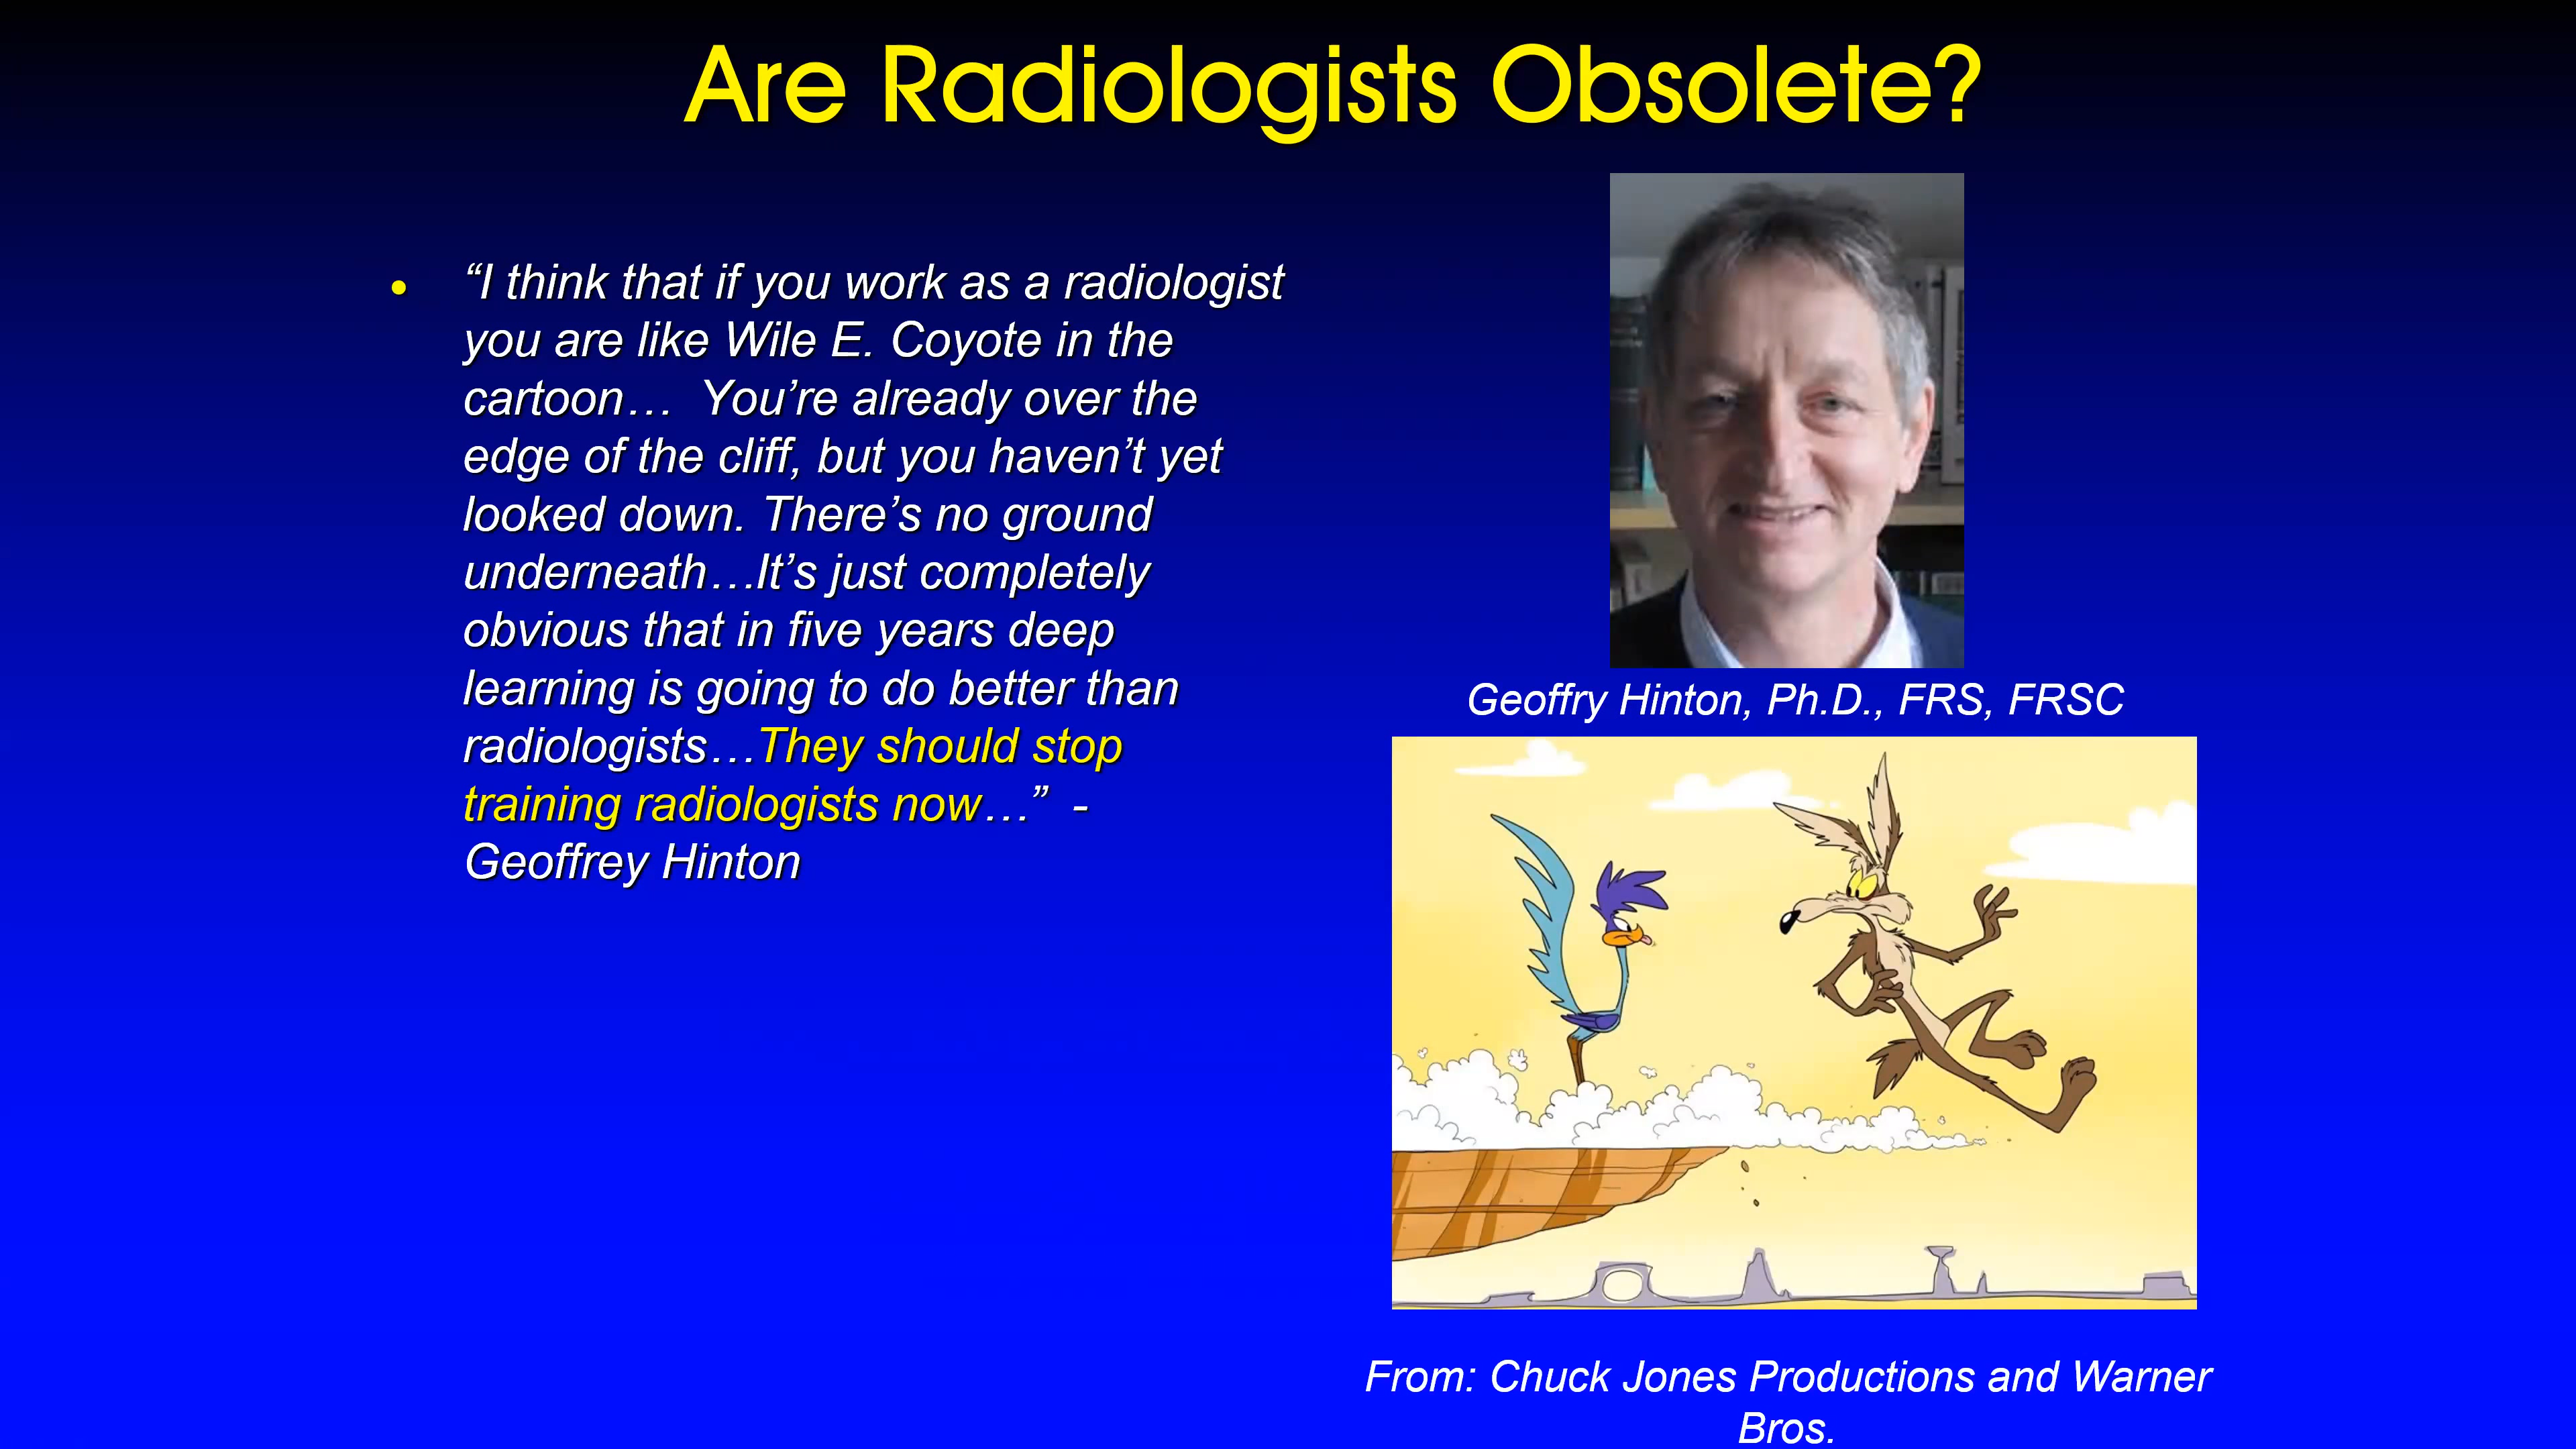 Are Radiologists Obsolete?
• “I think that if you work as a radiologist
you are like Wile E. Coyote in the
cartoon… You’re already over the
edge of the cliff, but you haven’t yet
looked down. There’s no ground
underneath…It’s just completely
obvious that in five years deep
learning is going to do better than
radiologists…They should stop
training radiologists now…” -
Geoffrey Hinton
Geoffry Hinton, Ph.D., FRS, FRSC
From: Chuck Jones Productions and Warner
Bros.